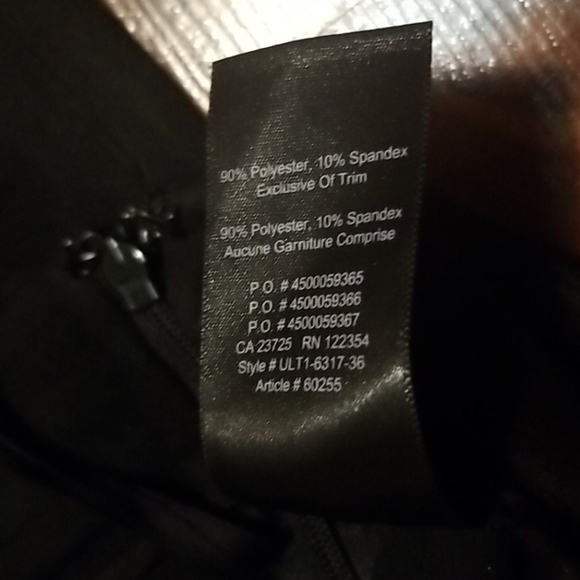 90% Polyester, 10% Spandex
Exclusive Of Trim
90% Polyester, 10% Spandex
Aucune Garniture Comprise
P.O. # 4500059365
P.O. # 4500059366
P.O. # 4500059367
CA 23725 RN 122354
Style # ULT1-6317-36
Article # 60255